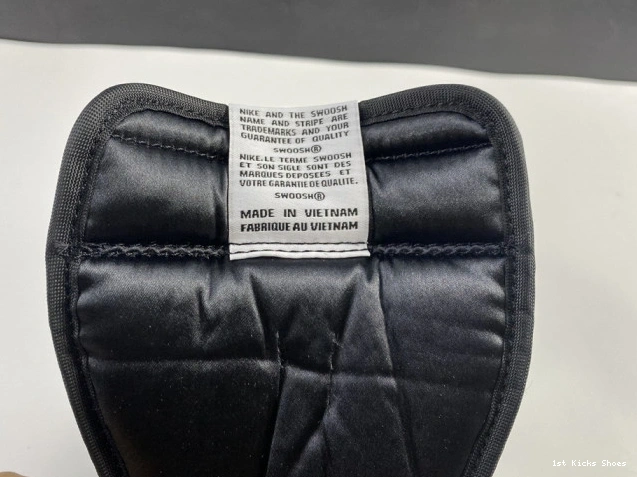 NIKE AND THE SWOOSH
NAME AND STRIPE ARE
TRADEMARKS AND YOUR
GUARANTEE OF QUALITY
SWOOSH®
NIKE.LE TERME SWOOSH
ET SON SIGLE SONT DES
MARQUES DEPOSEES ET
VOTRE GARANTIE DE QUALITE.
SWOOSH®
MADE IN VIETNAM
FABRIQUE AU VIETNAM
1st Kicks Shoes